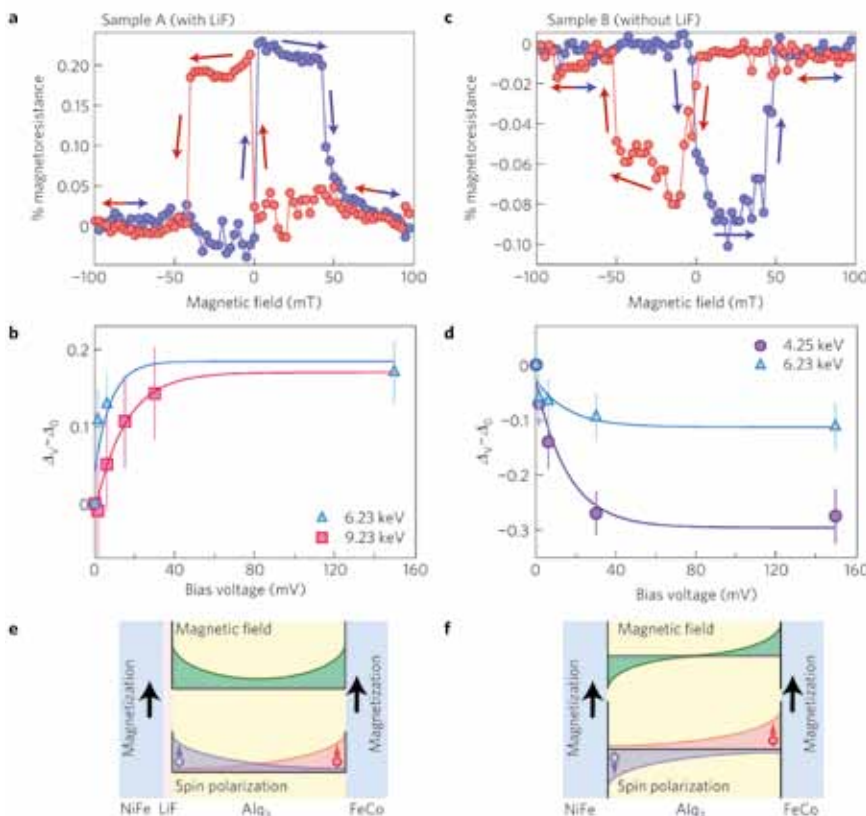 a
Sample A (with LiF)
% magnetoresistance
0.20
0.15
0.10
0.05
0
−100
−50
0
50
100
Magnetic field (mT)
c
Sample B (without LiF)
% magnetoresistance
0
−0.02
−0.04
−0.06
−0.08
−0.10
−100
−50
0
50
100
Magnetic field (mT)
b
ΔV−Δ0
0.2
0.1
0
6.23 keV
9.23 keV
0
40
80
120
160
Bias voltage (mV)
d
ΔV−Δ0
0
−0.1
−0.2
−0.3
4.25 keV
6.23 keV
0
40
80
120
160
Bias voltage (mV)
e
Magnetic field
Magnetization
Magnetization
Spin polarization
NiFe LiF Alq3 FeCo
f
Magnetic field
Magnetization
Magnetization
Spin polarization
NiFe Alq3 FeCo